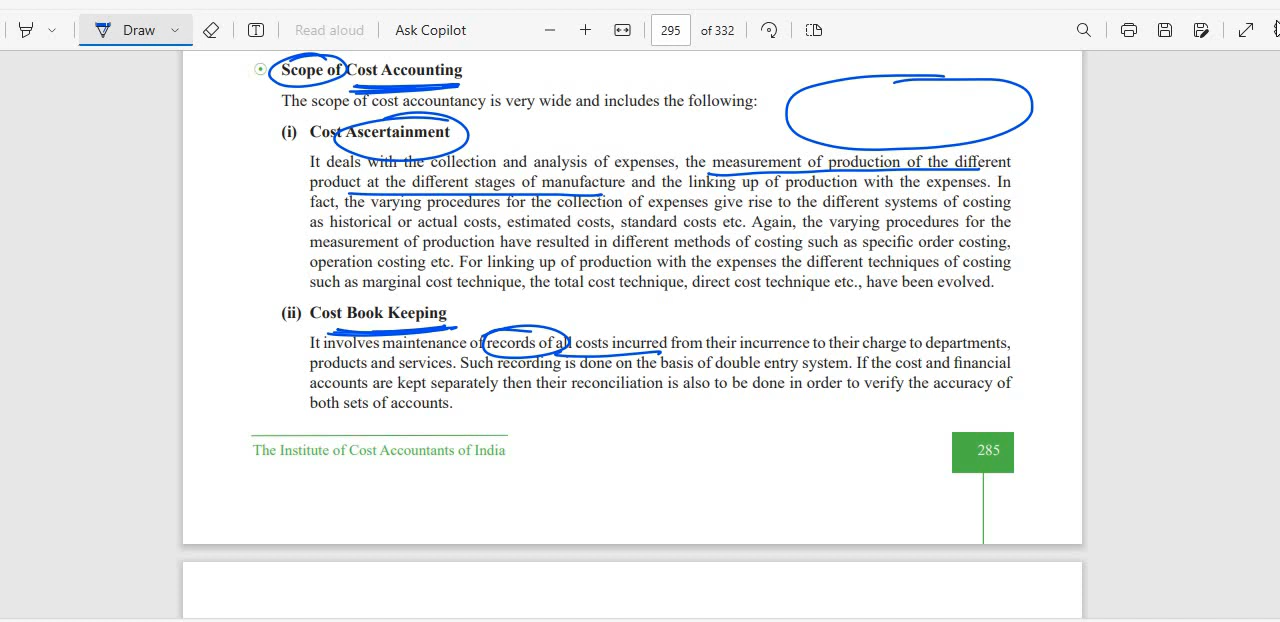 Draw
Read aloud
Ask Copilot
295
of 332
Scope of Cost Accounting
The scope of cost accountancy is very wide and includes the following:
(i) Cost Ascertainment
It deals with the collection and analysis of expenses, the measurement of production of the different
product at the different stages of manufacture and the linking up of production with the expenses. In
fact, the varying procedures for the collection of expenses give rise to the different systems of costing
as historical or actual costs, estimated costs, standard costs etc. Again, the varying procedures for the
measurement of production have resulted in different methods of costing such as specific order costing,
operation costing etc. For linking up of production with the expenses the different techniques of costing
such as marginal cost technique, the total cost technique, direct cost technique etc., have been evolved.
(ii) Cost Book Keeping
It involves maintenance of records of all costs incurred from their incurrence to their charge to departments,
products and services. Such recording is done on the basis of double entry system. If the cost and financial
accounts are kept separately then their reconciliation is also to be done in order to verify the accuracy of
both sets of accounts.
The Institute of Cost Accountants of India
285